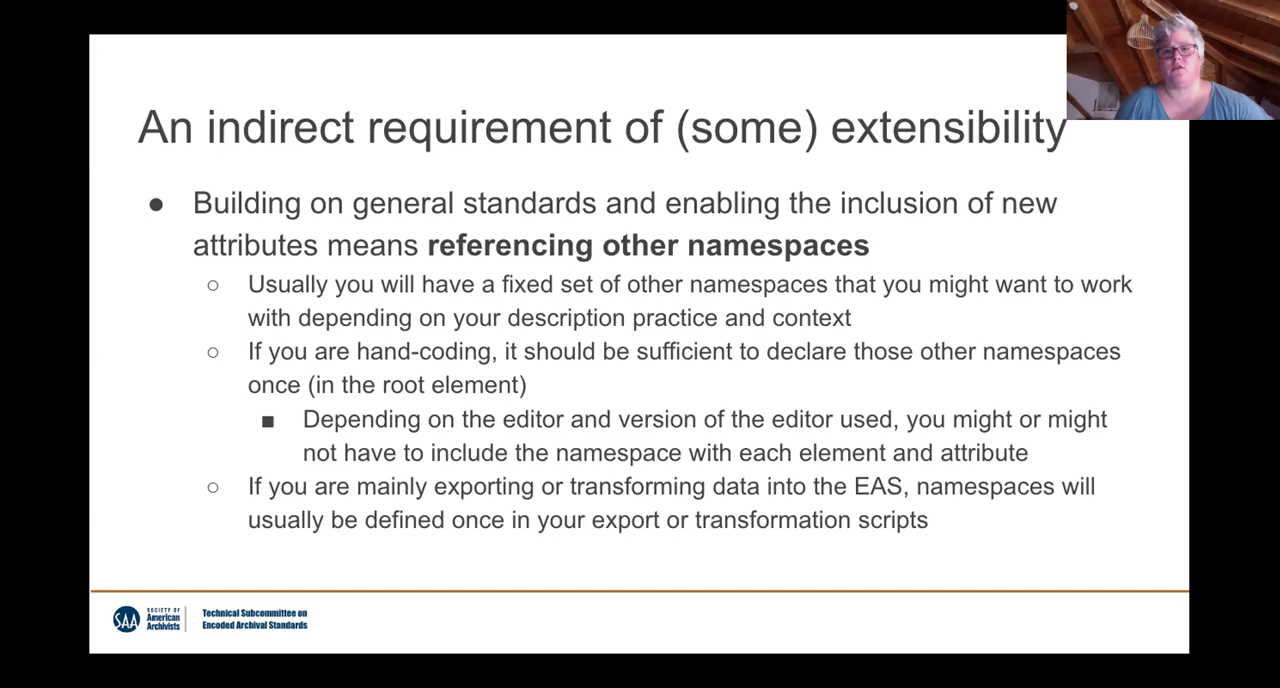 An indirect requirement of (some) extensibility
● Building on general standards and enabling the inclusion of new
attributes means referencing other namespaces
○ Usually you will have a fixed set of other namespaces that you might want to work
with depending on your description practice and context
○ If you are hand-coding, it should be sufficient to declare those other namespaces
once (in the root element)
■ Depending on the editor and version of the editor used, you might or might
not have to include the namespace with each element and attribute
○ If you are mainly exporting or transforming data into the EAS, namespaces will
usually be defined once in your export or transformation scripts
SAA
SOCIETY OF
American
Archivists
Technical Subcommittee on
Encoded Archival Standards